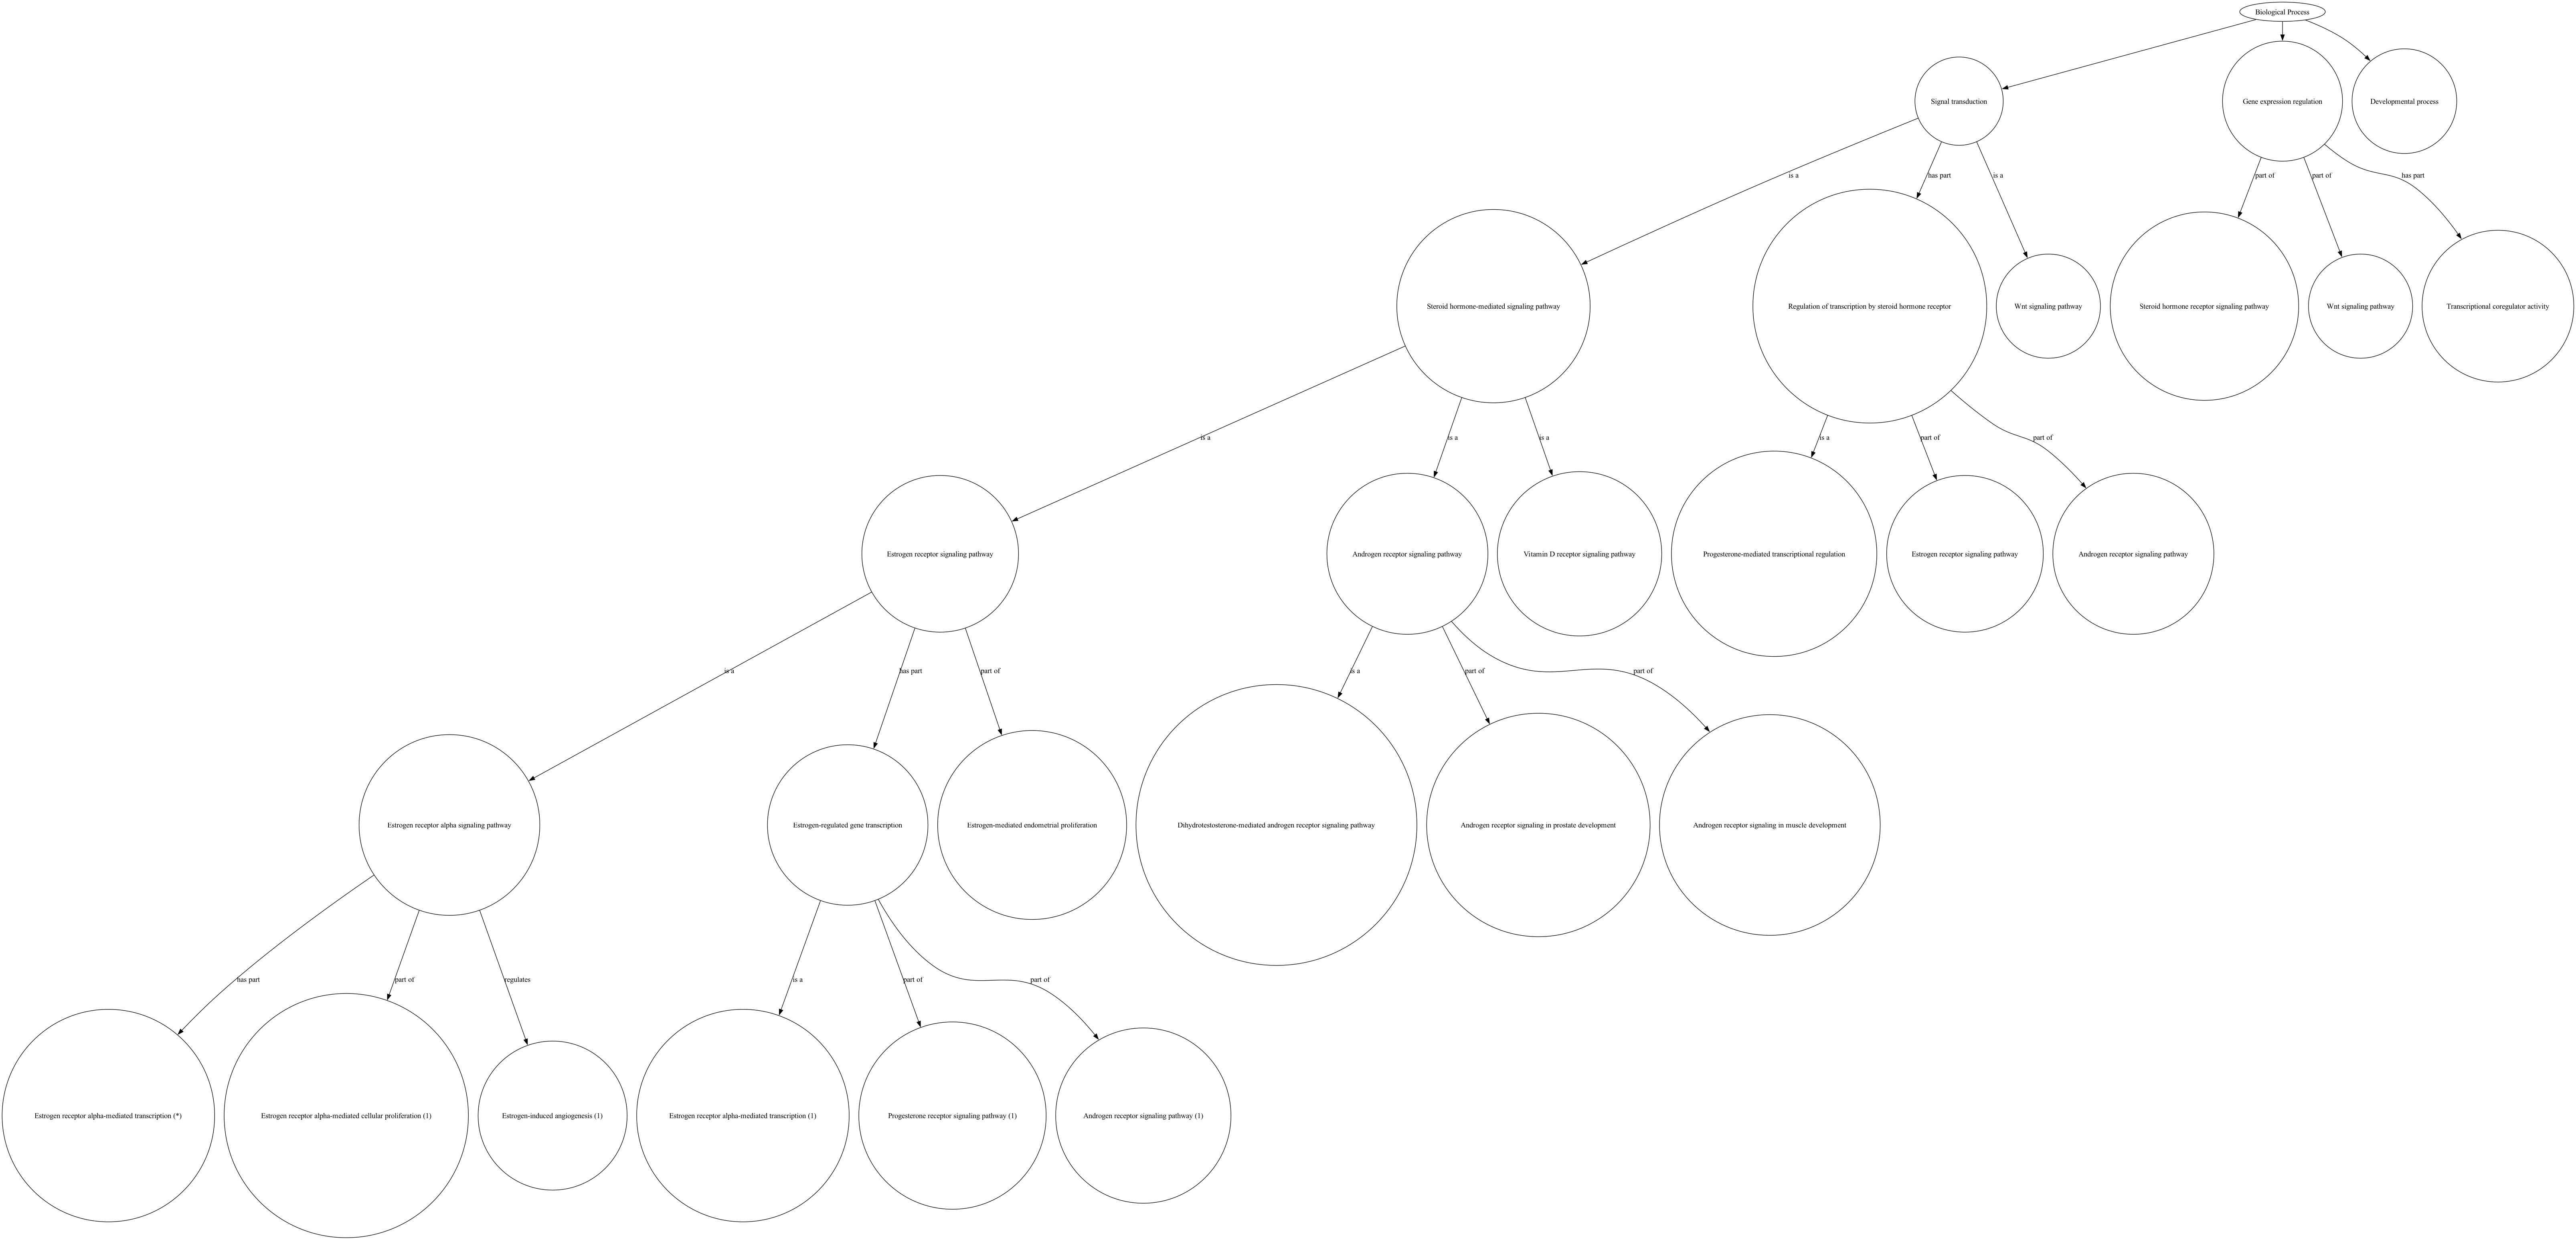 Biological Process
Signal transduction
Gene expression regulation
Developmental process
is a
has part
is a
part of
part of
has part
Steroid hormone-mediated signaling pathway
Regulation of transcription by steroid hormone receptor
Wnt signaling pathway
Steroid hormone receptor signaling pathway
Wnt signaling pathway
Transcriptional coregulator activity
is a
is a
is a
is a
part of
part of
Estrogen receptor signaling pathway
Androgen receptor signaling pathway
Vitamin D receptor signaling pathway
Progesterone-mediated transcriptional regulation
Estrogen receptor signaling pathway
Androgen receptor signaling pathway
is a
has part
part of
is a
part of
part of
Estrogen receptor alpha signaling pathway
Estrogen-regulated gene transcription
Estrogen-mediated endometrial proliferation
Dihydrotestosterone-mediated androgen receptor signaling pathway
Androgen receptor signaling in prostate development
Androgen receptor signaling in muscle development
has part
part of
regulates
is a
part of
part of
Estrogen receptor alpha-mediated transcription (*)
Estrogen receptor alpha-mediated cellular proliferation (1)
Estrogen-induced angiogenesis (1)
Estrogen receptor alpha-mediated transcription (1)
Progesterone receptor signaling pathway (1)
Androgen receptor signaling pathway (1)